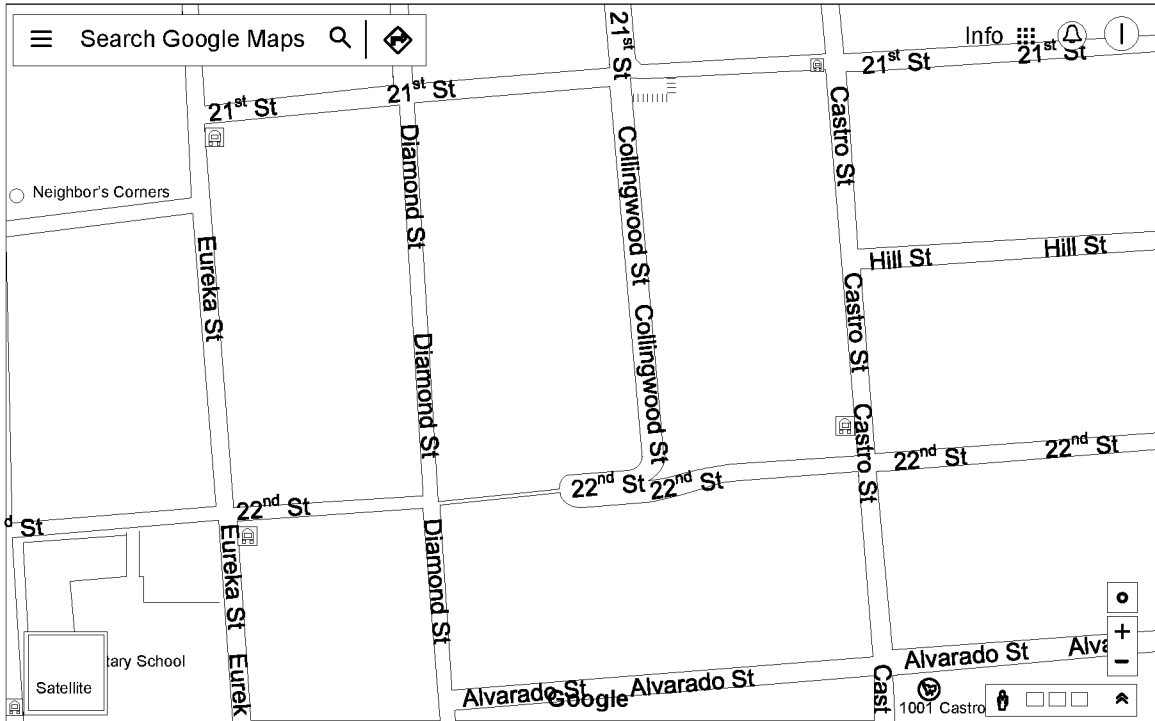 Search Google Maps
Info
21st St
21st St
21st St
21st St
21st St
Neighbor's Corners
Diamond St
Collingwood St
Castro St
Eureka St
Hill St
Hill St
Castro St
Collingwood St
Diamond St
Castro St
22nd St
22nd St
22nd St
22nd St
22nd St
Castro St
d St
Eureka St
Diamond St
Eurek
tary School
Satellite
Alvarado St
Alvarado St
Alvarado St
Alva
Google
Cast
1001 Castro